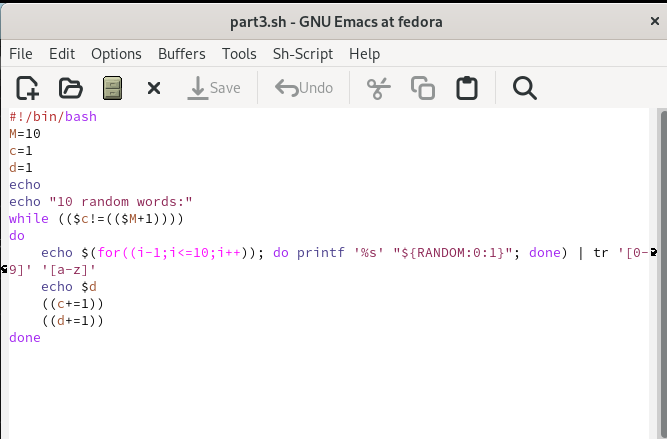 part3.sh - GNU Emacs at fedora ×
File Edit Options Buffers Tools Sh-Script Help
Save Undo
#!/bin/bash
M=10
c=1
d=1
echo
echo "10 random words:"
while (($c!=(($M+1))))
do
    echo $(for((i-1;i<=10;i++)); do printf '%s' "${RANDOM:0:1}"; done) | tr '[0-
9]' '[a-z]'
    echo $d
    ((c+=1))
    ((d+=1))
done